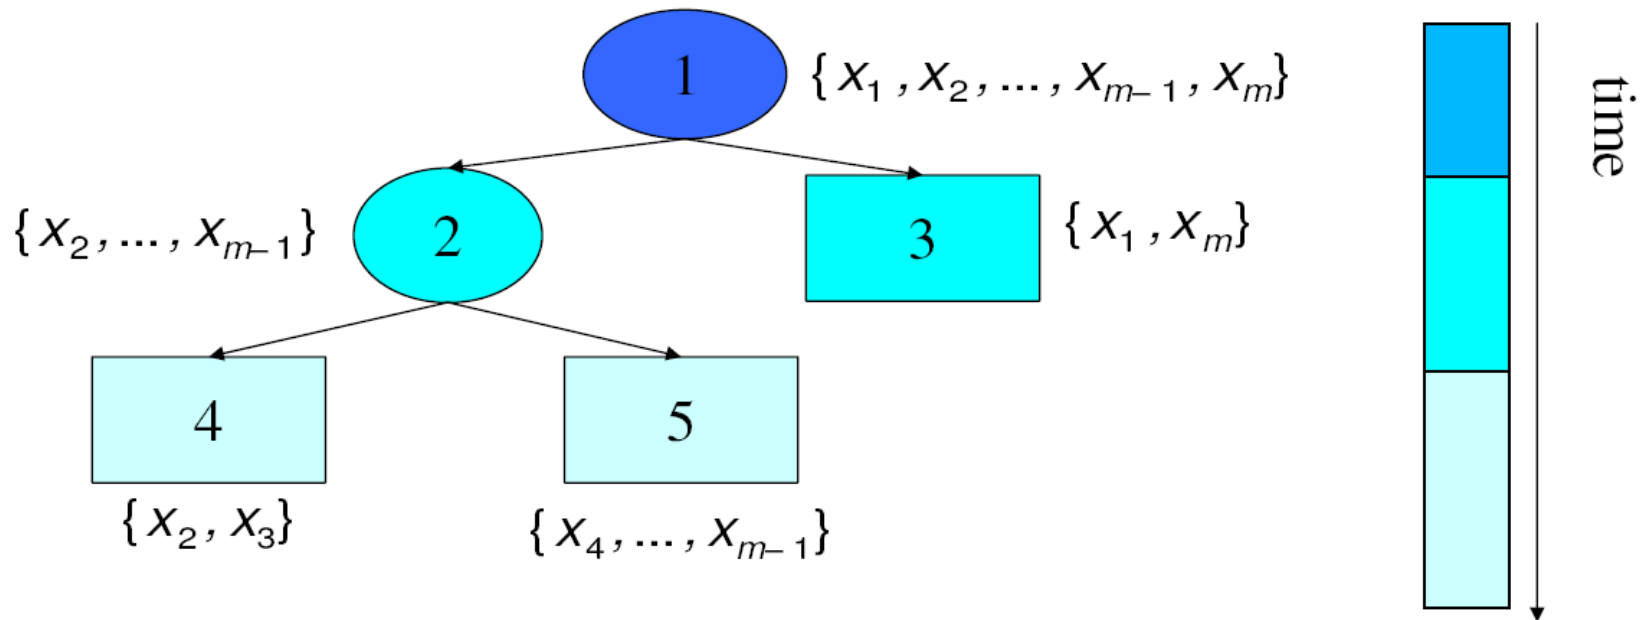 1 { x₁ , x₂ , ... , xₘ₋₁ , xₘ}
time
{ x₂ , ... , xₘ₋₁} 2
3 { x₁ , xₘ}
4
5
{ x₂ , x₃}
{ x₄ , ... , xₘ₋₁}